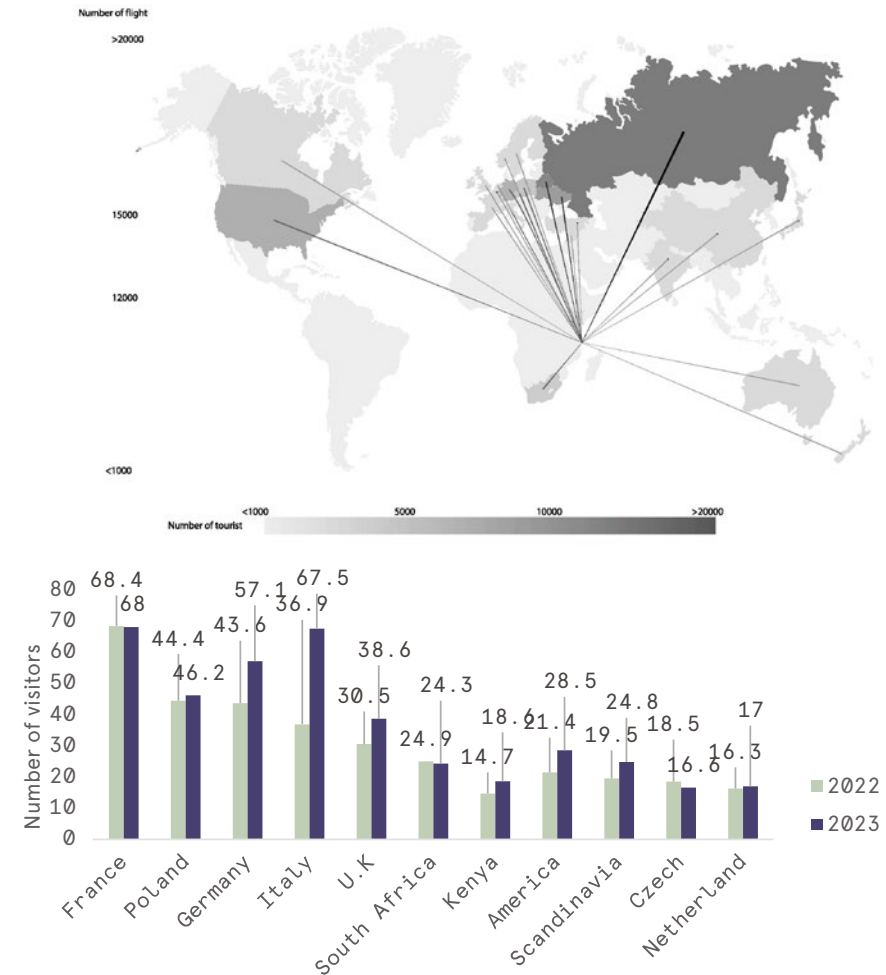 Number of flight
>20000
15000
12000
<1000
<1000 5000 10000 >20000
Number of tourist
Number of visitors
80
70
60
50
40
30
20
10
0
68.4 68
44.4 46.2
43.6 57.1
36.9 67.5
30.5 38.6
24.9 24.3
14.7 18.6
21.4 28.5
19.5 24.8
18.5 16.6
16.3 17
France
Poland
Germany
Italy
U.K
South Africa
Kenya
America
Scandinavia
Czech
Netherland
2022
2023